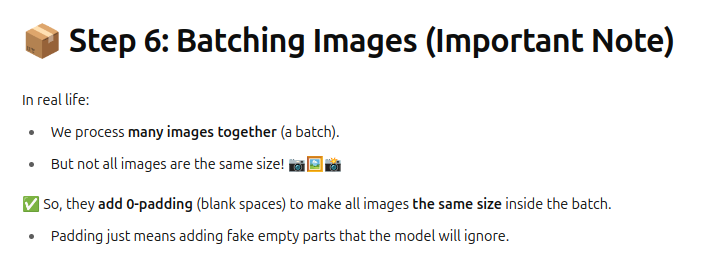 📦 Step 6: Batching Images (Important Note)
In real life:
• We process many images together (a batch).
• But not all images are the same size! 📷🖼️📸
✅ So, they add 0-padding (blank spaces) to make all images the same size inside the batch.
• Padding just means adding fake empty parts that the model will ignore.